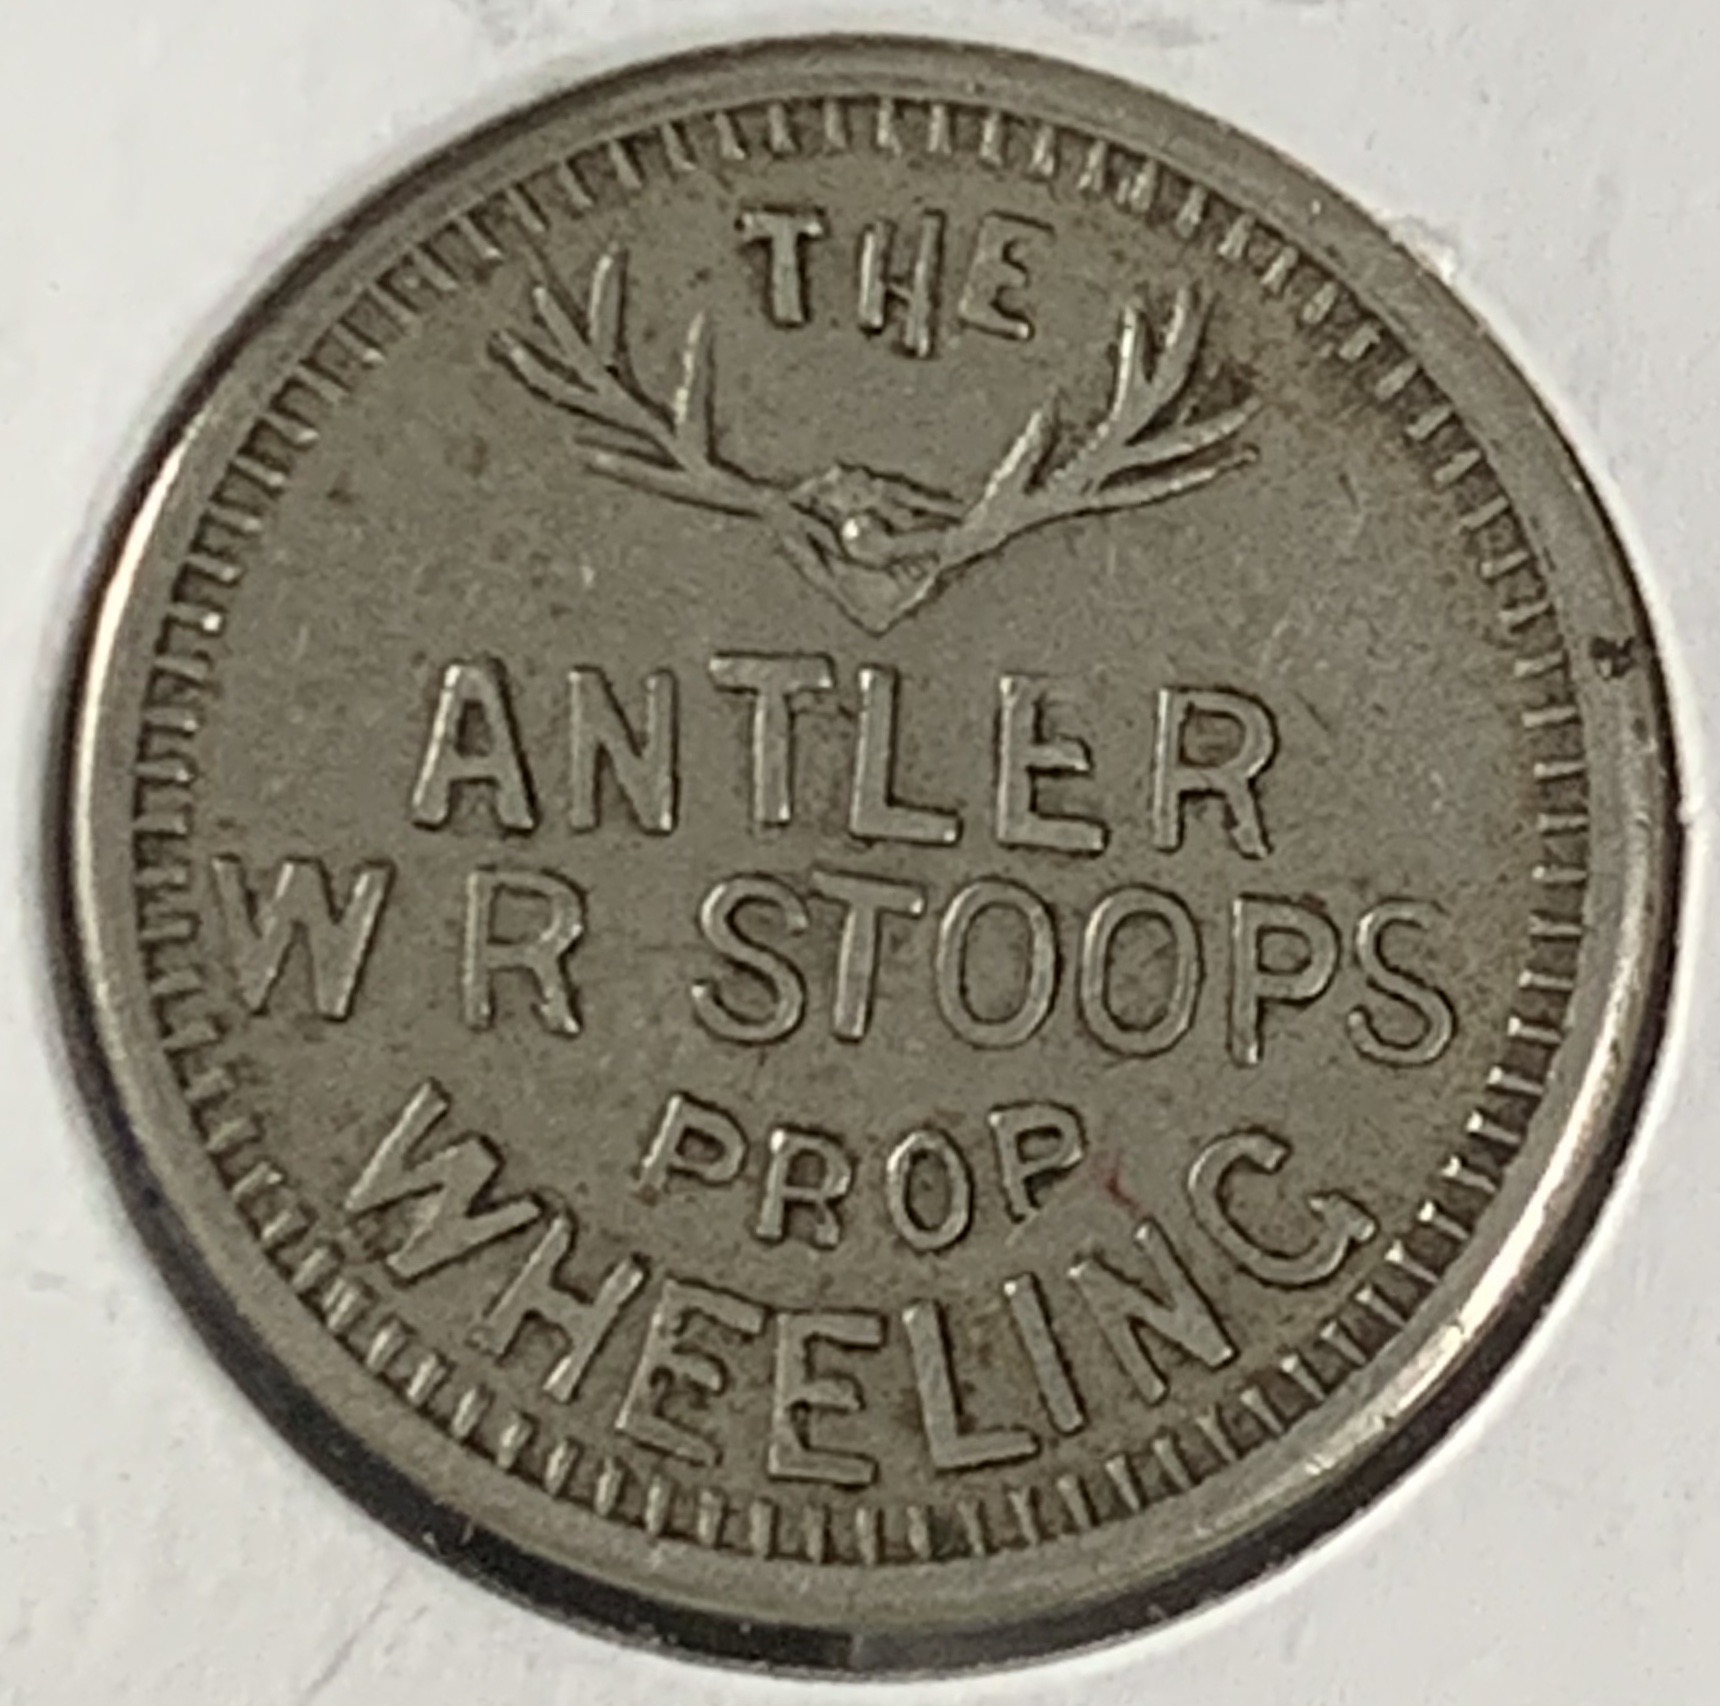 THE
ANTLER
W R STOOPS
PROP
WHEELING